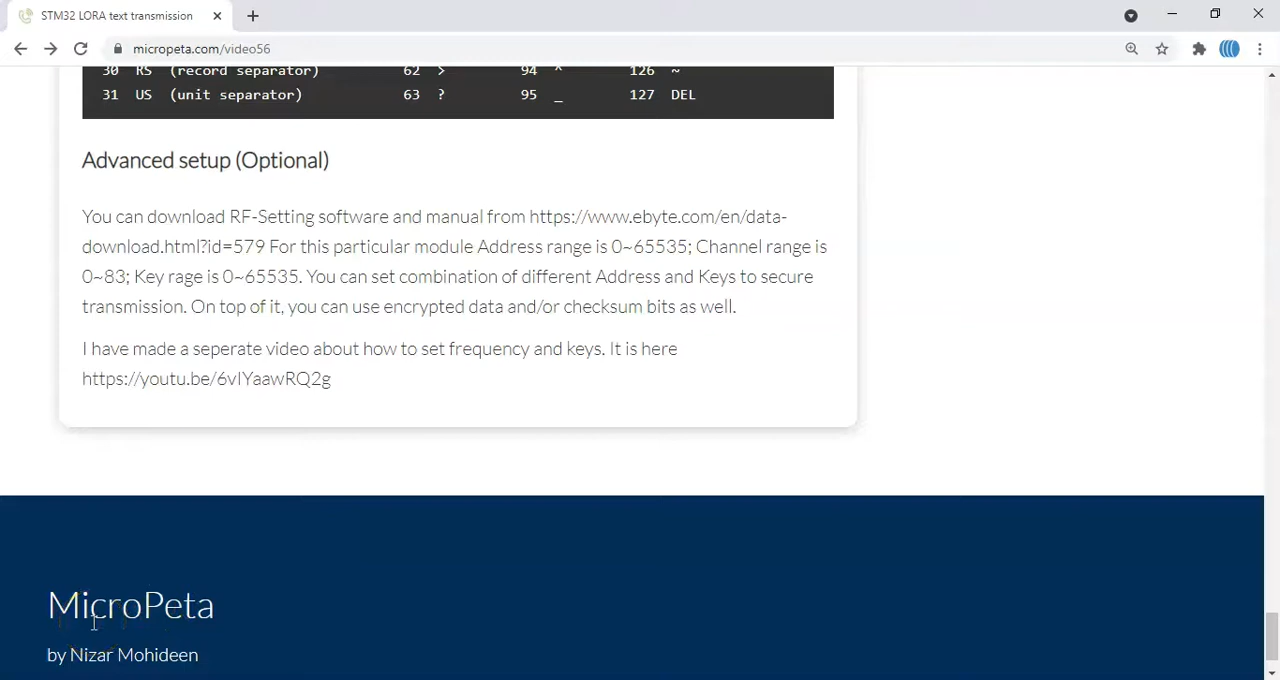 STM32 LORA text transmission
micropeta.com/video56
30 RS (record separator) 62 > 94 ^ 126 ~
31 US (unit separator) 63 ? 95 _ 127 DEL
Advanced setup (Optional)
You can download RF-Setting software and manual from https://www.ebyte.com/en/data-
download.html?id=579 For this particular module Address range is 0~65535; Channel range is
0~83; Key rage is 0~65535. You can set combination of different Address and Keys to secure
transmission. On top of it, you can use encrypted data and/or checksum bits as well.
I have made a seperate video about how to set frequency and keys. It is here
https://youtu.be/6vIYaawRQ2g
MicroPeta
by Nizar Mohideen